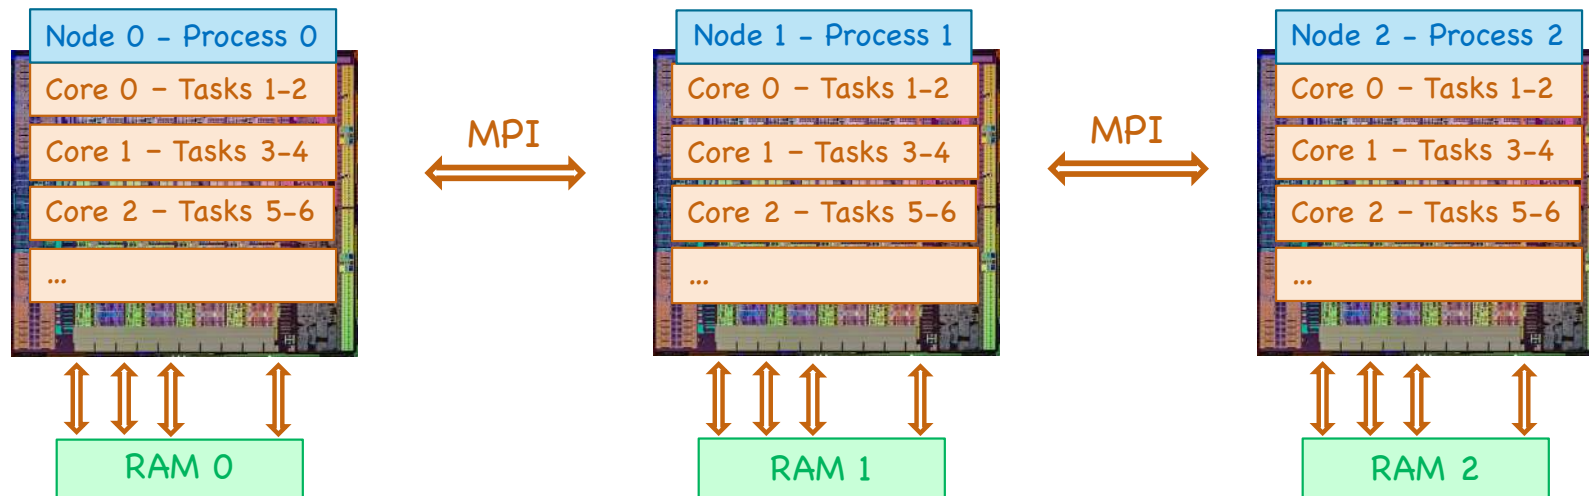 Node 0 - Process 0
Core 0 – Tasks 1-2
Core 1 – Tasks 3-4
Core 2 – Tasks 5-6
…
RAM 0
MPI
Node 1 - Process 1
Core 0 – Tasks 1-2
Core 1 – Tasks 3-4
Core 2 – Tasks 5-6
…
RAM 1
MPI
Node 2 - Process 2
Core 0 – Tasks 1-2
Core 1 – Tasks 3-4
Core 2 – Tasks 5-6
…
RAM 2